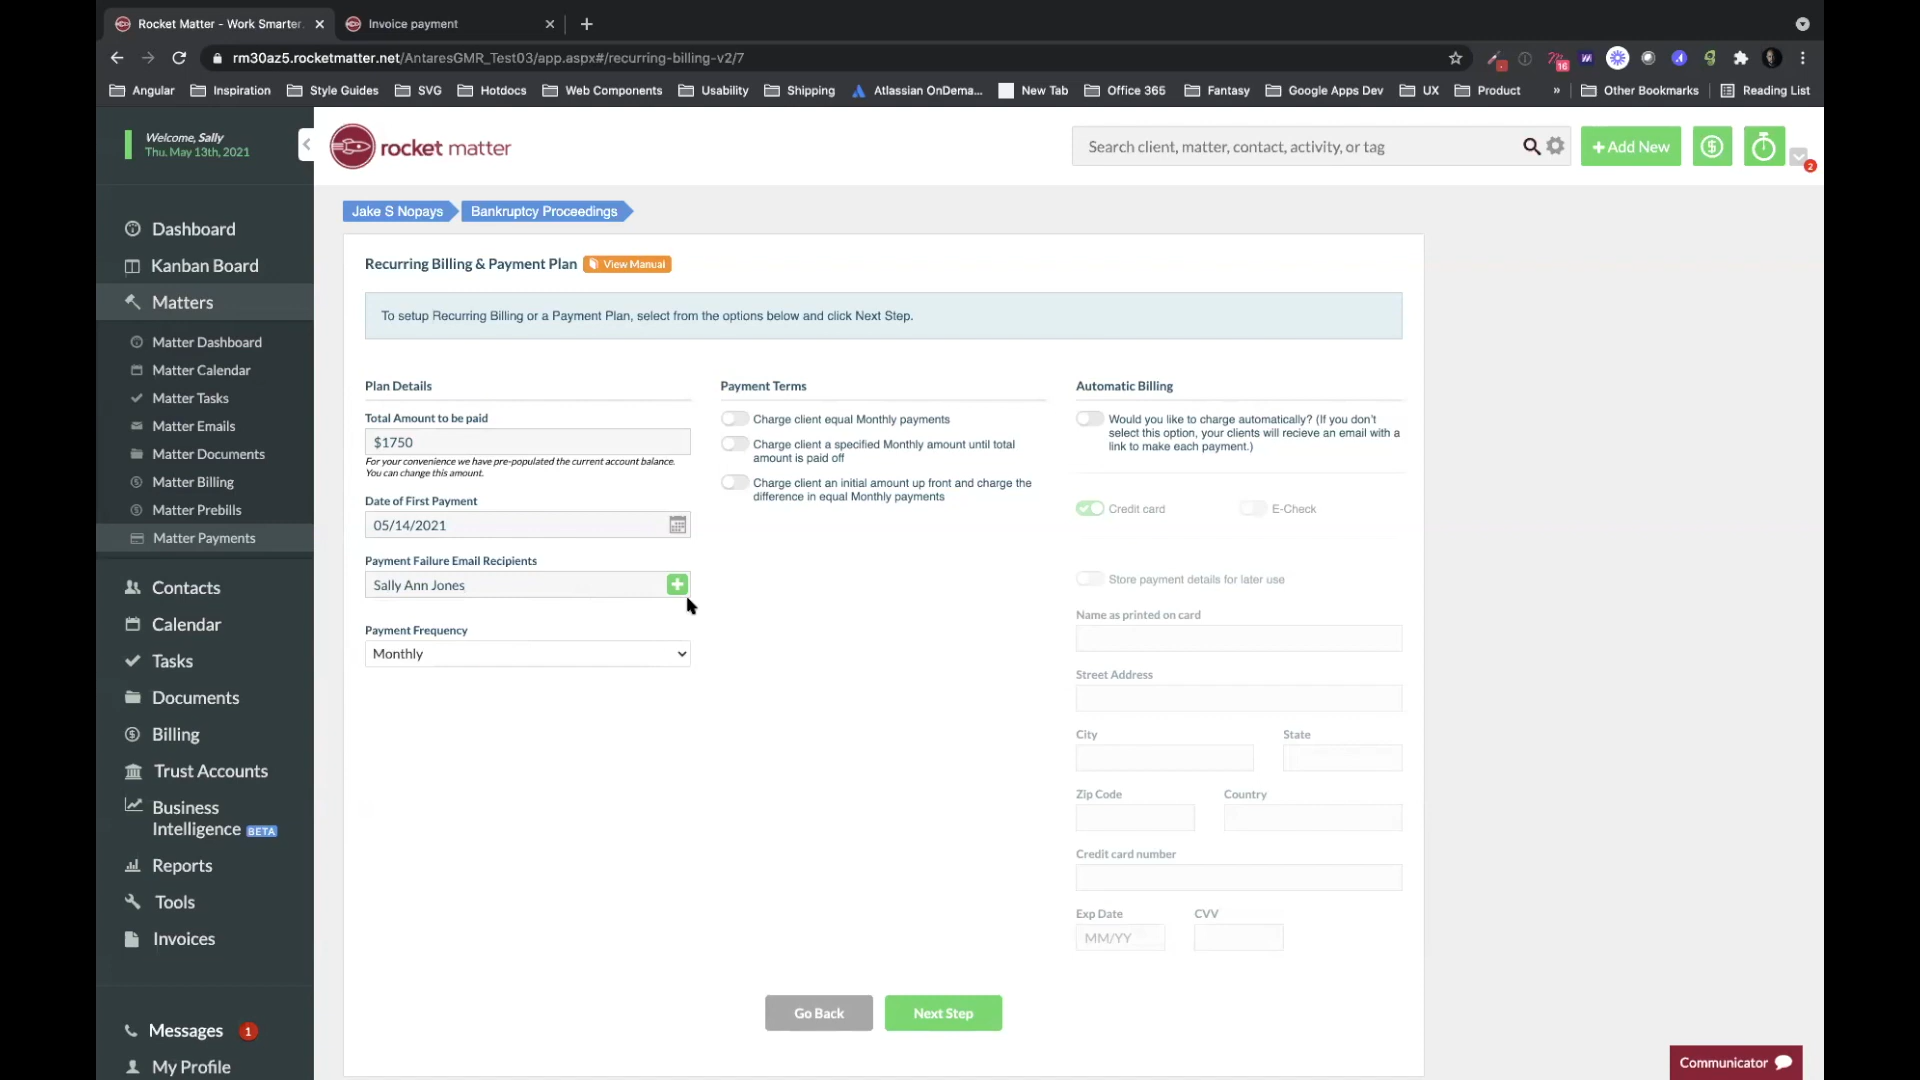 Rocket Matter - Work Smarter.
Invoice payment
rm30az5.rocketmatter.net/AntaresGMR_Test03/app.aspx#/recurring-billing-v2/7
16
Angular
Inspiration
Style Guides
SVG
Hotdocs
Web Components
Usability
Shipping
Atlassian OnDema...
New Tab
Office 365
Fantasy
Google Apps Dev
UX
Product
»
Other Bookmarks
Reading List
Welcome, Sally
Thu. May 13th, 2021
rocket matter
Search client, matter, contact, activity, or tag
+ Add New
2
Dashboard
Kanban Board
Matters
Matter Dashboard
Matter Calendar
Matter Tasks
Matter Emails
Matter Documents
Matter Billing
Matter Prebills
Matter Payments
Contacts
Calendar
Tasks
Documents
Billing
Trust Accounts
Business
Intelligence BETA
Reports
Tools
Invoices
Messages 1
My Profile
Jake S Nopays
Bankruptcy Proceedings
Recurring Billing & Payment Plan
View Manual
To setup Recurring Billing or a Payment Plan, select from the options below and click Next Step.
Plan Details
Total Amount to be paid
$1750
For your convenience we have pre-populated the current account balance.
You can change this amount.
Date of First Payment
05/14/2021
Payment Failure Email Recipients
Sally Ann Jones
Payment Frequency
Monthly
Payment Terms
Charge client equal Monthly payments
Charge client a specified Monthly amount until total
amount is paid off
Charge client an initial amount up front and charge the
difference in equal Monthly payments
Automatic Billing
Would you like to charge automatically? (If you don't
select this option, your clients will recieve an email with a
link to make each payment.)
Credit card
E-Check
Store payment details for later use
Name as printed on card
Street Address
City
State
Zip Code
Country
Credit card number
Exp Date
CVV
MM/YY
Go Back
Next Step
Communicator